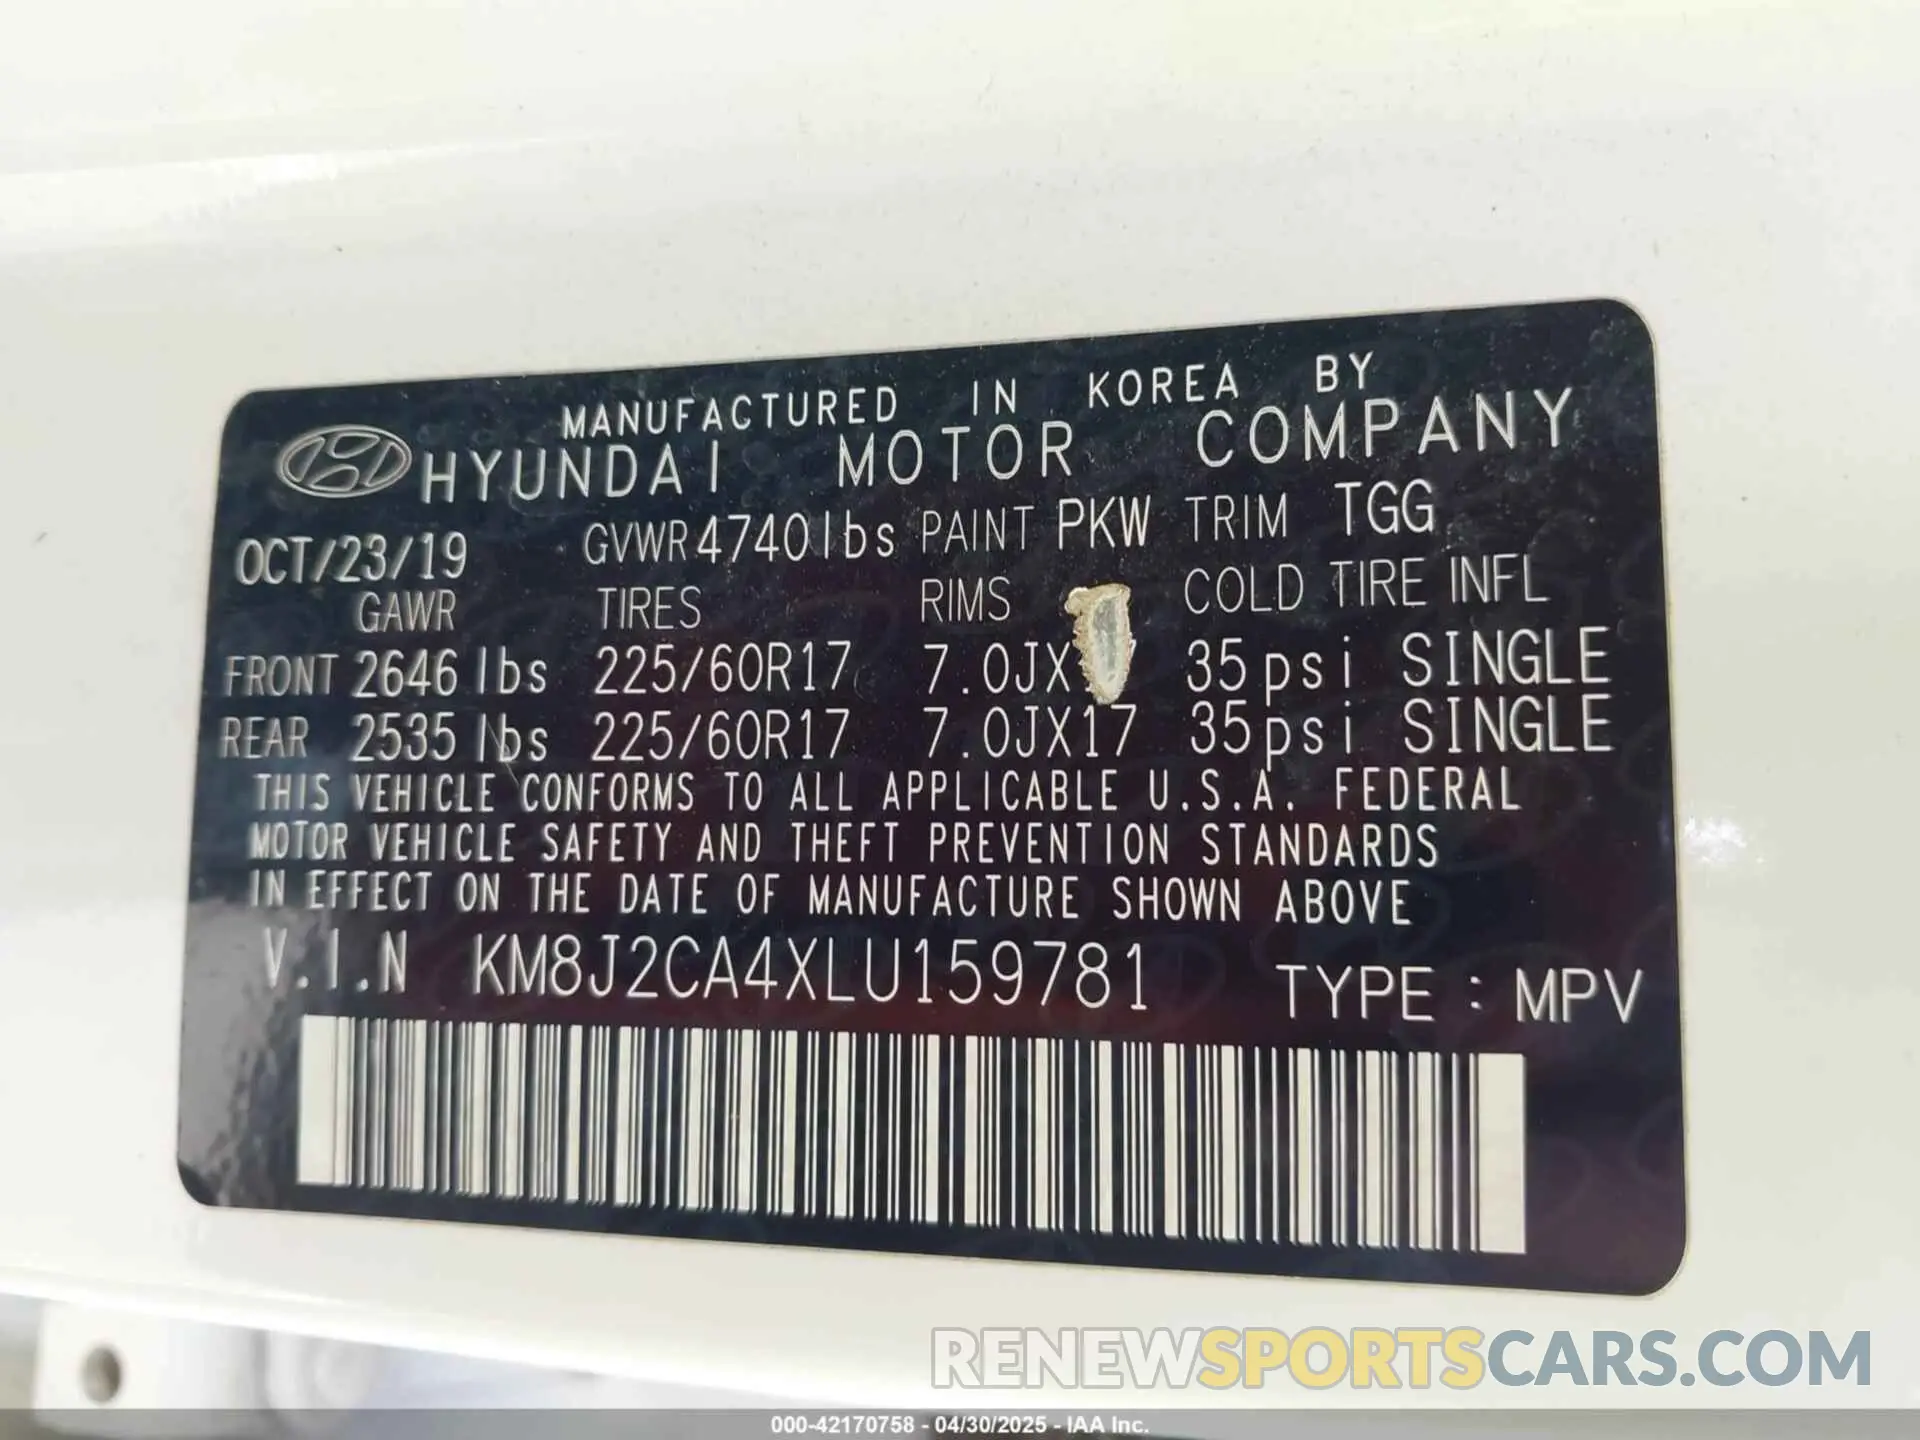 MANUFACTURED IN KOREA BY
HYUNDAI MOTOR COMPANY
OCT/23/19 GVWR 4740lbs PAINT PKW TRIM TGG
GAWR TIRES RIMS COLD TIRE INFL
FRONT 2646lbs 225/60R17 7.0JX 35psi SINGLE
REAR 2535lbs 225/60R17 7.0JX17 35psi SINGLE
THIS VEHICLE CONFORMS TO ALL APPLICABLE U.S.A. FEDERAL
MOTOR VEHICLE SAFETY AND THEFT PREVENTION STANDARDS
IN EFFECT ON THE DATE OF MANUFACTURE SHOWN ABOVE
V.I.N KM8J2CA4XLU159781 TYPE : MPV
RENEWSPORTSCARS.COM
000-42170758 - 04/30/2025 - IAA Inc.